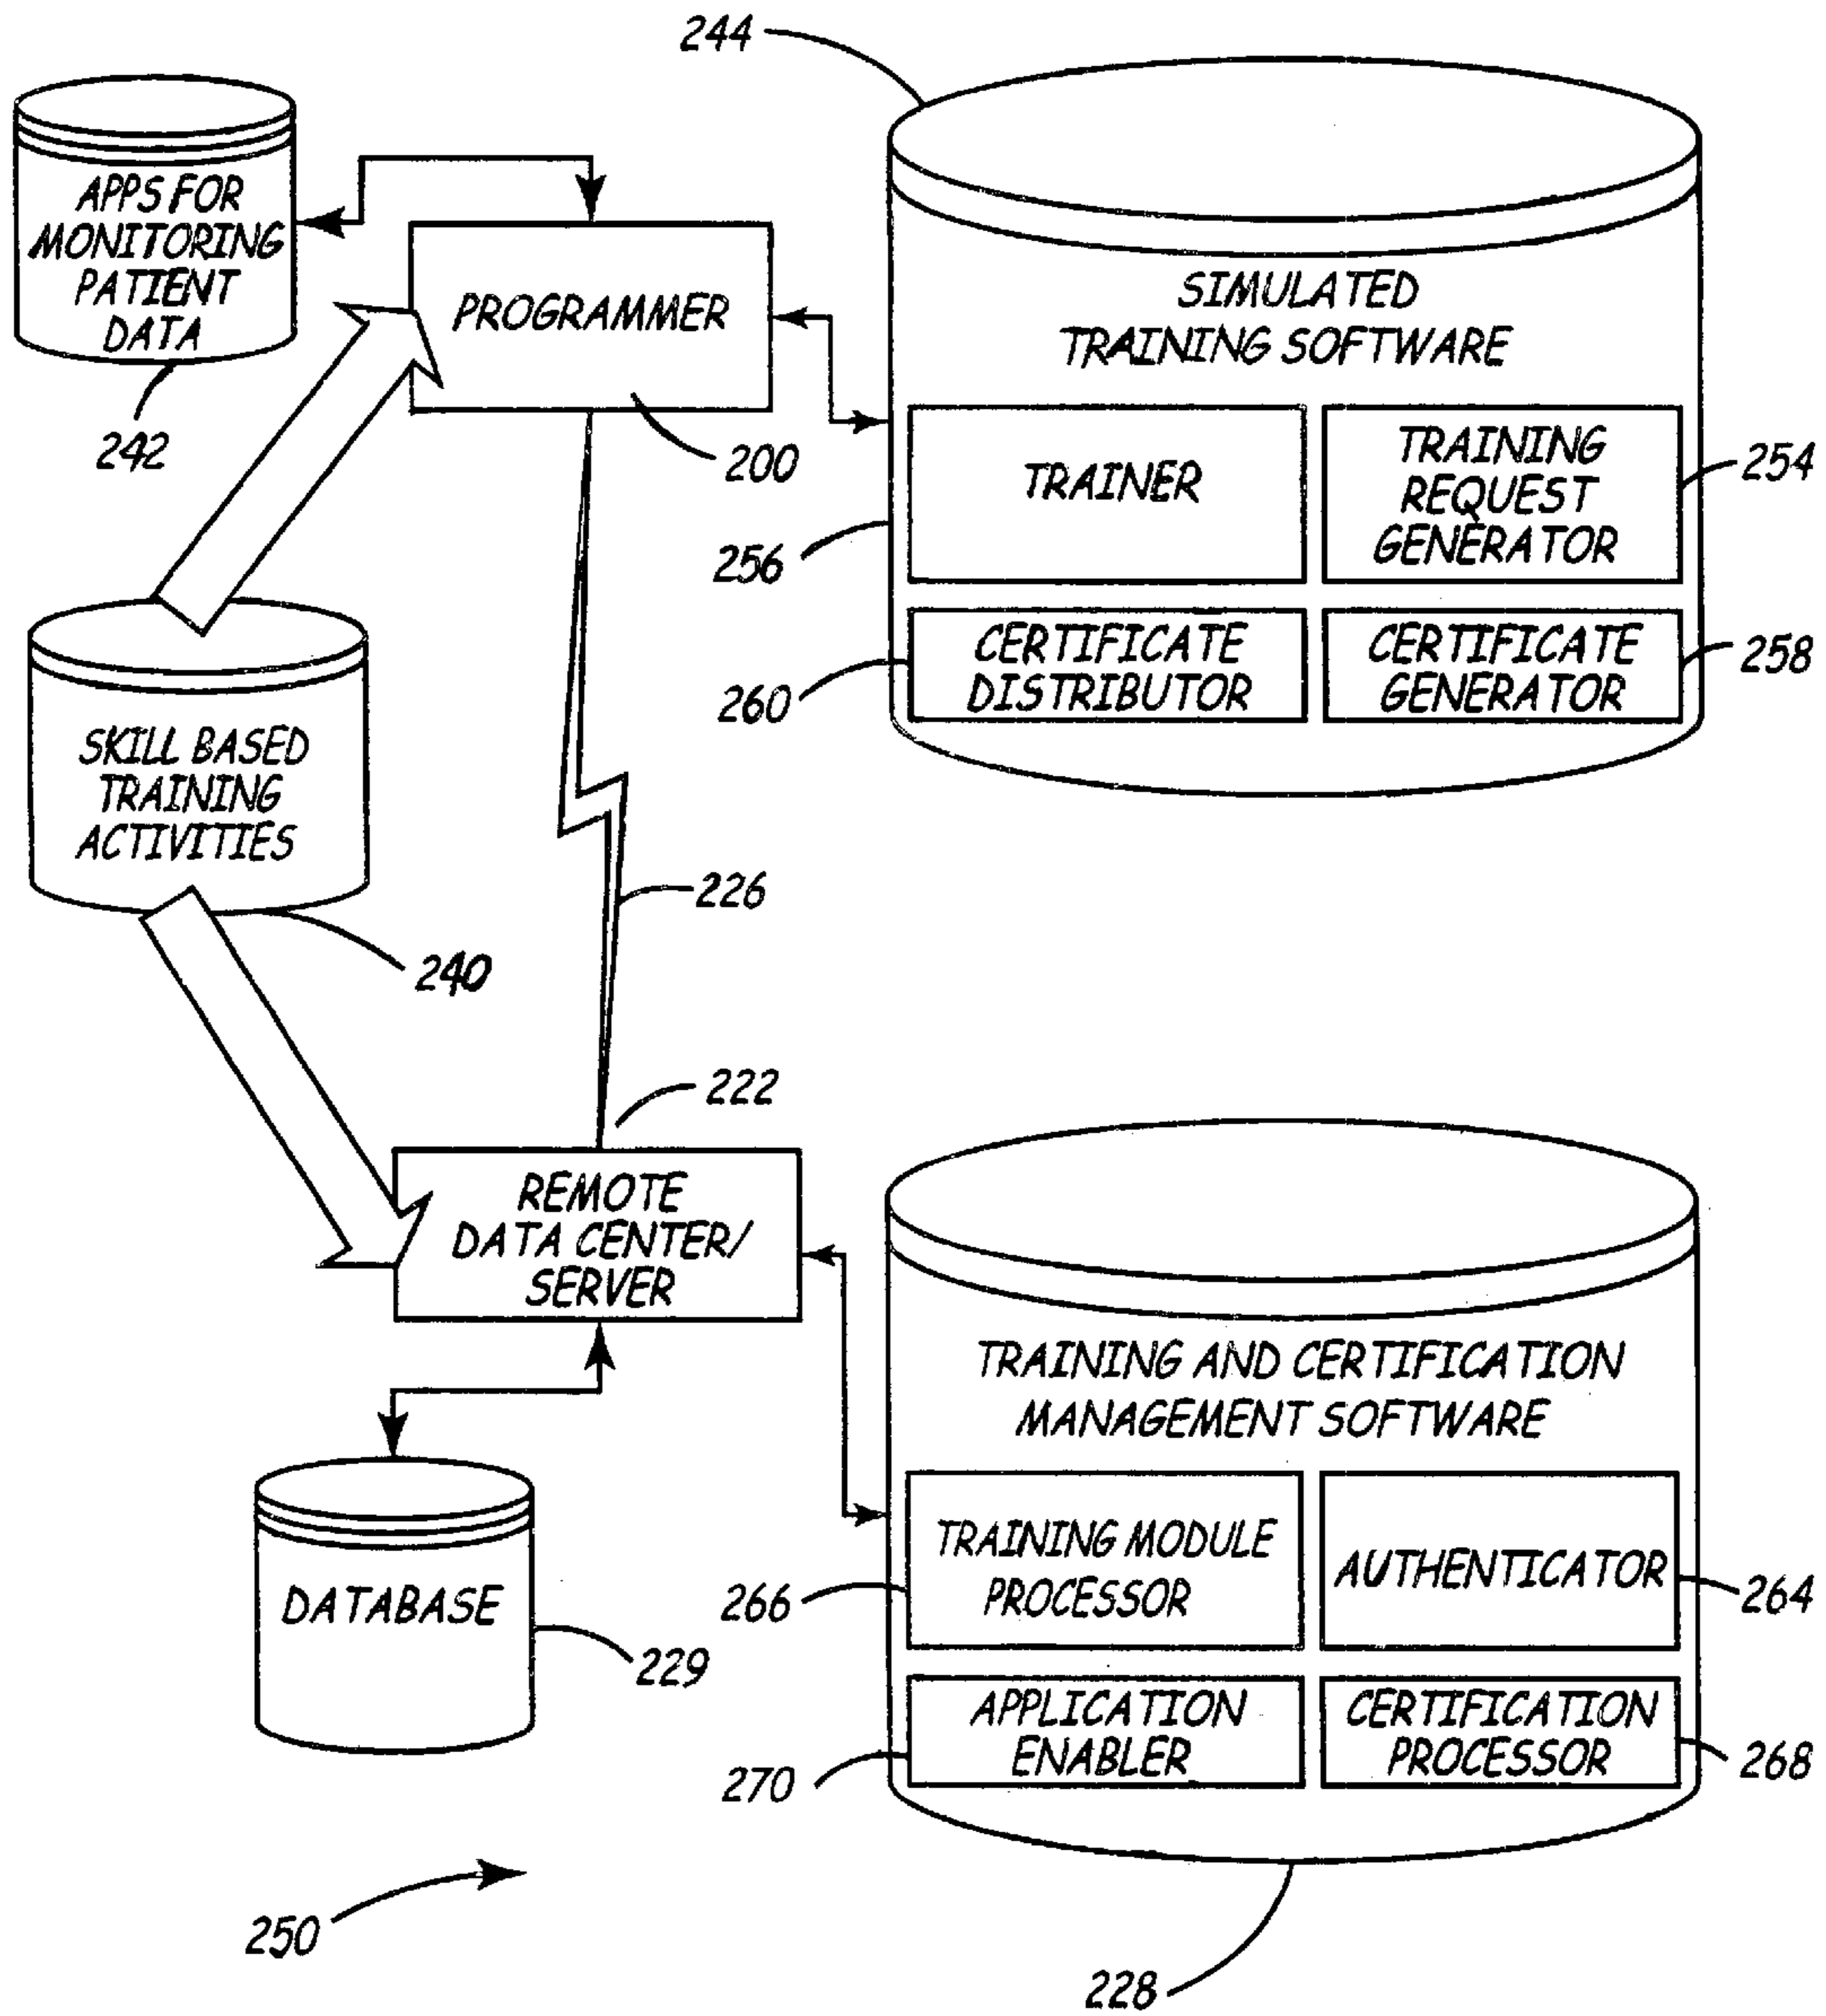 244
APPS FOR
MONITORING
PATIENT
DATA
242
PROGRAMMER
200
SIMULATED
TRAINING SOFTWARE
TRAINER
256
TRAINING
REQUEST
GENERATOR
254
CERTIFICATE
DISTRIBUTOR
260
CERTIFICATE
GENERATOR
258
SKILL BASED
TRAINING
ACTIVITIES
240
226
222
REMOTE
DATA CENTER/
SERVER
DATABASE
229
TRAINING AND CERTIFICATION
MANAGEMENT SOFTWARE
TRAINING MODULE
PROCESSOR
266
AUTHENTICATOR
264
APPLICATION
ENABLER
270
CERTIFICATION
PROCESSOR
268
250
228